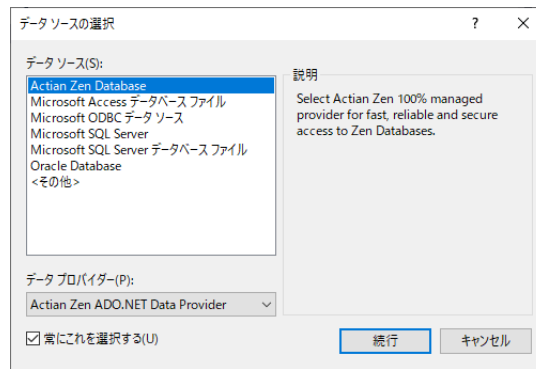 データ ソースの選択
?
データ ソース(S):
Actian Zen Database
Microsoft Access データベース ファイル
Microsoft ODBC データ ソース
Microsoft SQL Server
Microsoft SQL Server データベース ファイル
Oracle Database
<その他>
説明
Select Actian Zen 100% managed
provider for fast, reliable and secure
access to Zen Databases.
データ プロバイダー(P):
Actian Zen ADO.NET Data Provider
常にこれを選択する(U)
続行
キャンセル